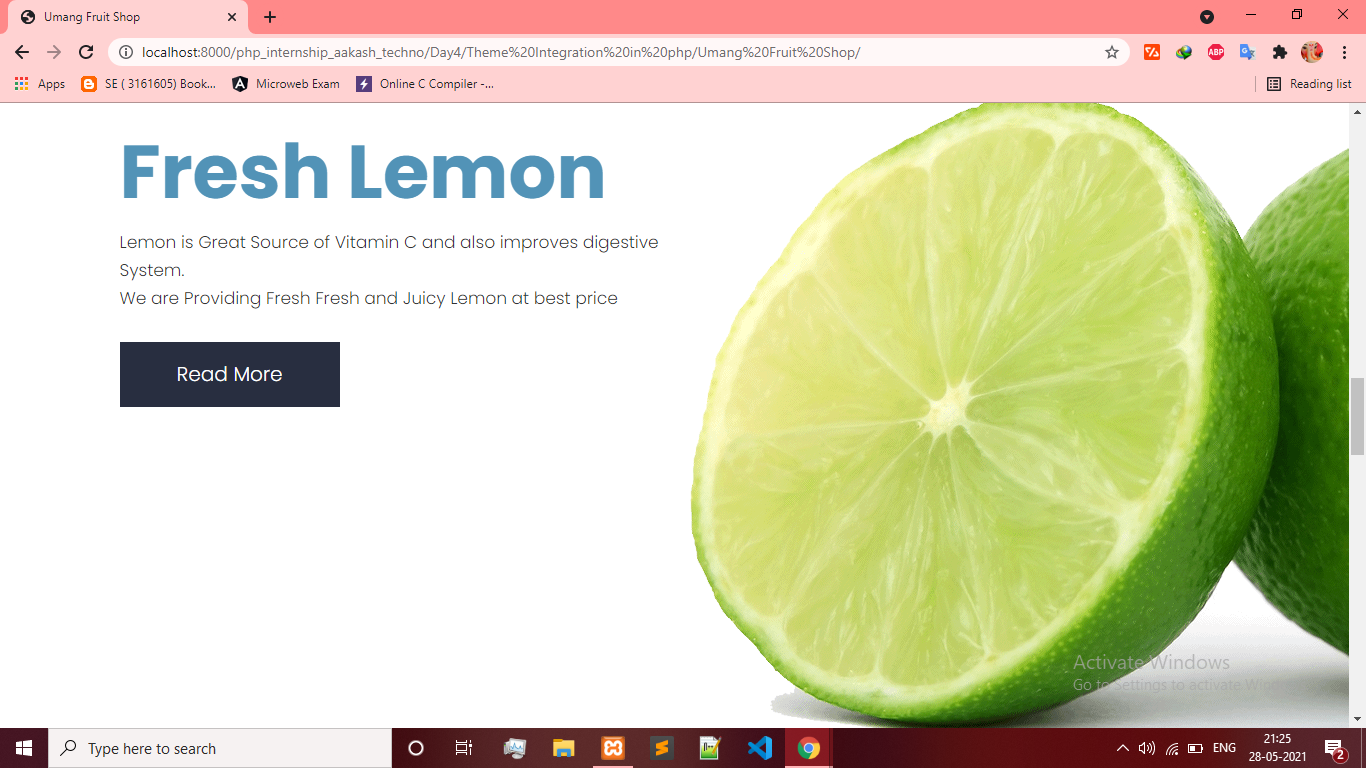 Umang Fruit Shop
localhost:8000/php_internship_aakash_techno/Day4/Theme%20Integration%20in%20php/Umang%20Fruit%20Shop/
ABP
Apps
SE ( 3161605) Book...
Microweb Exam
Online C Compiler -...
Reading list
Fresh Lemon
Lemon is Great Source of Vitamin C and also improves digestive
System.
We are Providing Fresh Fresh and Juicy Lemon at best price
Read More
Activate Windows
Go to Settings to activate
Type here to search
ENG
21:25
28-05-2021
2